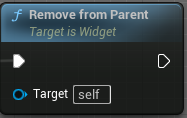 f Remove from Parent
Target is Widget
Target self